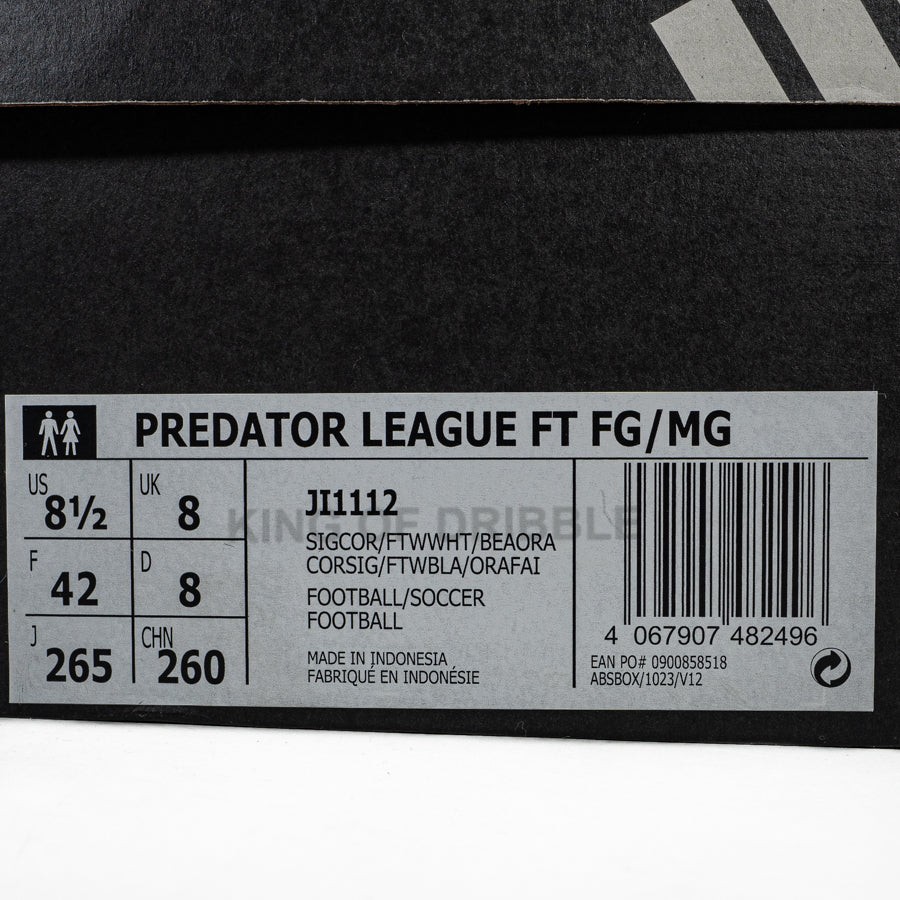 PREDATOR LEAGUE FT FG/MG
US 8½ UK 8
F 42 D 8
J 265 CHN 260
JI1112
KING OF DRIBBLE
SIGCOR/FTWWHT/BEAORA
CORSIG/FTWBLA/ORAFAI
FOOTBALL/SOCCER
FOOTBALL
MADE IN INDONESIA
FABRIQUÉ EN INDONÉSIE
4 067907 482496
EAN PO# 0900858518
ABSBOX/1023/V12